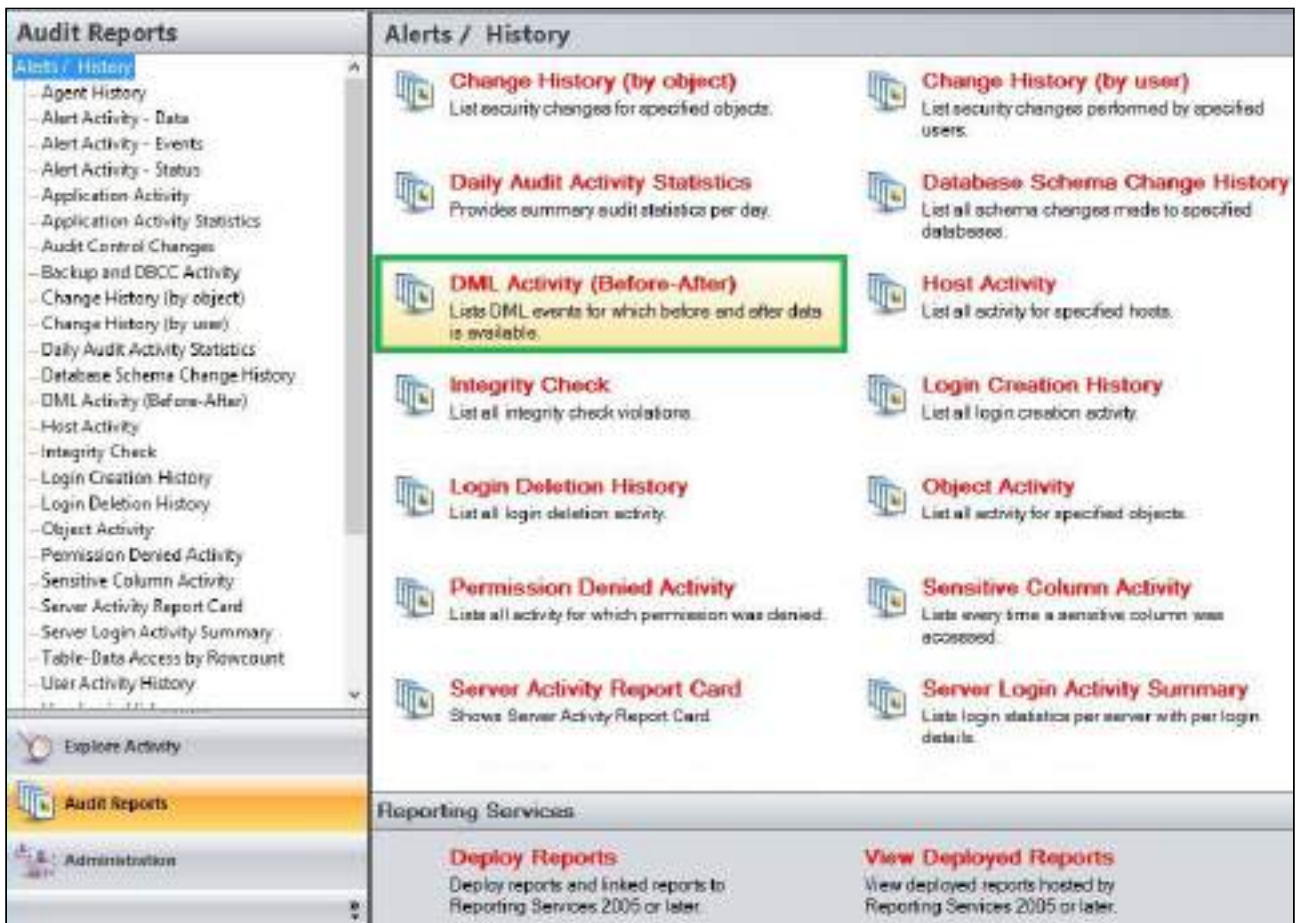 Audit Reports
Alerts / History
Agent History
Alert Activity - Data
Alert Activity - Events
Alert Activity - Status
Application Activity
Application Activity Statistics
Audit Control Changes
Backup and DBCC Activity
Change History (by object)
Change History (by user)
Daily Audit Activity Statistics
Database Schema Change History
DML Activity (Before-After)
Host Activity
Integrity Check
Login Creation History
Login Deletion History
Object Activity
Permission Denied Activity
Sensitive Column Activity
Server Activity Report Card
Server Login Activity Summary
Table-Data Access by Rowcount
User Activity History
Explore Activity
Audit Reports
Administration
Alerts / History
Change History (by object)
List security changes for specified objects.
Change History (by user)
List security changes performed by specified
users.
Daily Audit Activity Statistics
Provides summary audit statistics per day.
Database Schema Change History
List all schema changes made to specified
databases.
DML Activity (Before-After)
Lists DML events for which before and after data
is available.
Host Activity
List all activity for specified hosts.
Integrity Check
List all integrity check violations.
Login Creation History
List all login creation activity.
Login Deletion History
List all login deletion activity.
Object Activity
List all activity for specified objects.
Permission Denied Activity
Lists all activity for which permission was denied.
Sensitive Column Activity
Lists every time a sensitive column was
accessed.
Server Activity Report Card
Shows Server Activity Report Card.
Server Login Activity Summary
Lists login statistics per server with per login
details.
Reporting Services
Deploy Reports
Deploy reports and linked reports to
Reporting Services 2005 or later.
View Deployed Reports
View deployed reports hosted by
Reporting Services 2005 or later.